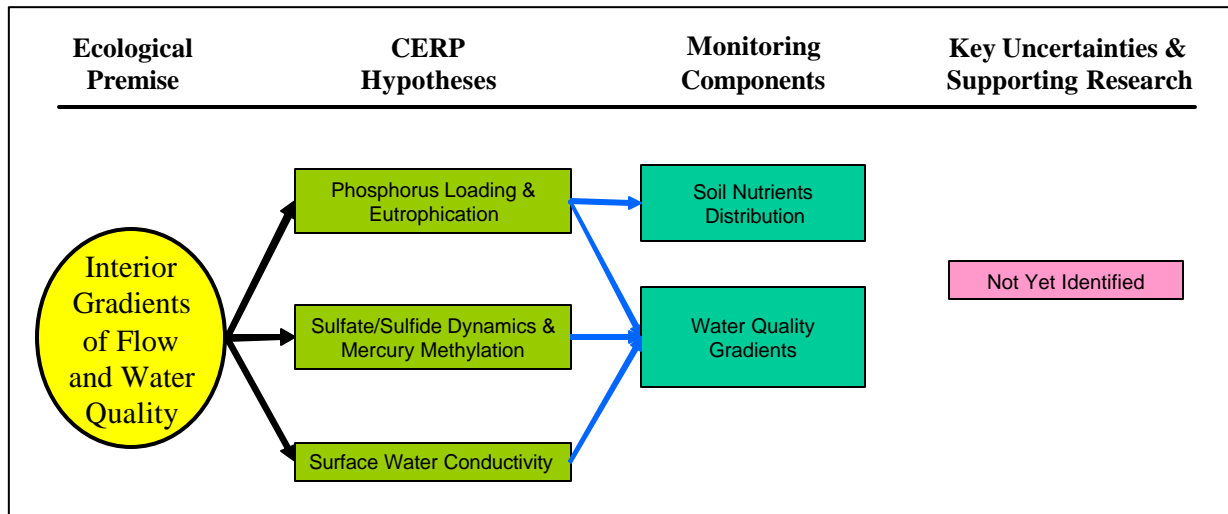 Ecological
Premise
CERP
Hypotheses
Monitoring
Components
Key Uncertainties &
Supporting Research
Interior
Gradients
of Flow
and Water
Quality
Phosphorus Loading &
Eutrophication
Sulfate/Sulfide Dynamics &
Mercury Methylation
Surface Water Conductivity
Soil Nutrients
Distribution
Water Quality
Gradients
Not Yet Identified